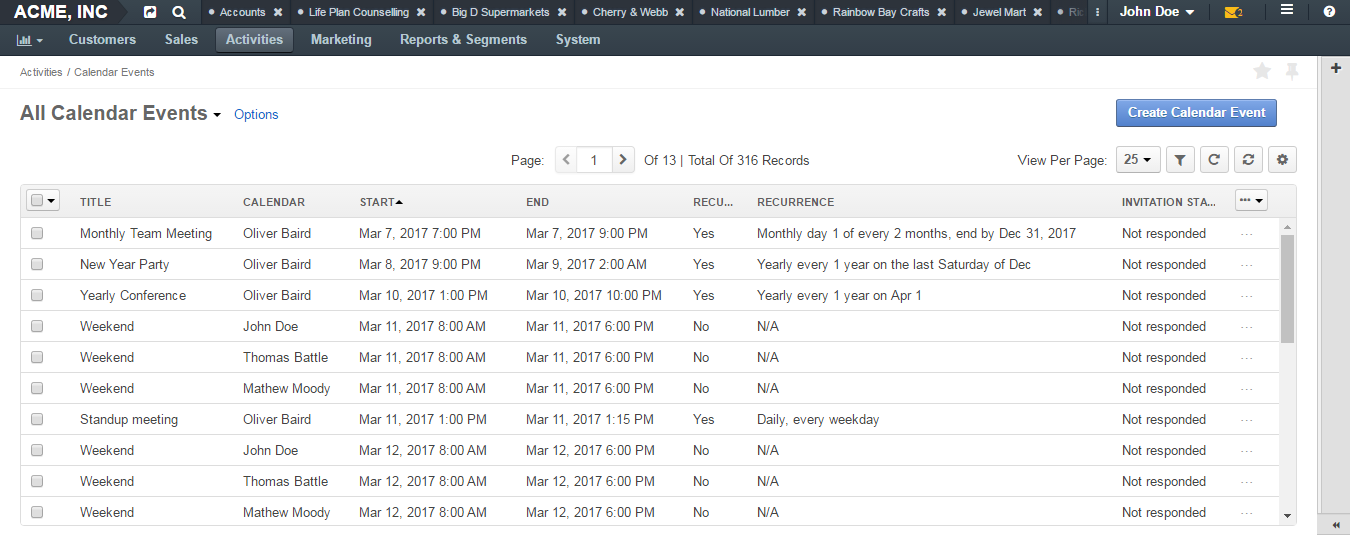 ACME, INC Accounts Life Plan Counselling Big D Supermarkets Cherry & Webb National Lumber Rainbow Bay Crafts Jewel Mart John Doe 2
Customers Sales Activities Marketing Reports & Segments System
Activities / Calendar Events
All Calendar Events Options Create Calendar Event
Page: 1 Of 13 | Total Of 316 Records View Per Page: 25
TITLE CALENDAR START END RECU... RECURRENCE INVITATION STA...
Monthly Team Meeting Oliver Baird Mar 7, 2017 7:00 PM Mar 7, 2017 9:00 PM Yes Monthly day 1 of every 2 months, end by Dec 31, 2017 Not responded ...
New Year Party Oliver Baird Mar 8, 2017 9:00 PM Mar 9, 2017 2:00 AM Yes Yearly every 1 year on the last Saturday of Dec Not responded ...
Yearly Conference Oliver Baird Mar 10, 2017 1:00 PM Mar 10, 2017 10:00 PM Yes Yearly every 1 year on Apr 1 Not responded ...
Weekend John Doe Mar 11, 2017 8:00 AM Mar 11, 2017 6:00 PM No N/A Not responded ...
Weekend Thomas Battle Mar 11, 2017 8:00 AM Mar 11, 2017 6:00 PM No N/A Not responded ...
Weekend Mathew Moody Mar 11, 2017 8:00 AM Mar 11, 2017 6:00 PM No N/A Not responded ...
Standup meeting Oliver Baird Mar 11, 2017 1:00 PM Mar 11, 2017 1:15 PM Yes Daily, every weekday Not responded ...
Weekend John Doe Mar 12, 2017 8:00 AM Mar 12, 2017 6:00 PM No N/A Not responded ...
Weekend Thomas Battle Mar 12, 2017 8:00 AM Mar 12, 2017 6:00 PM No N/A Not responded ...
Weekend Mathew Moody Mar 12, 2017 8:00 AM Mar 12, 2017 6:00 PM No N/A Not responded ...